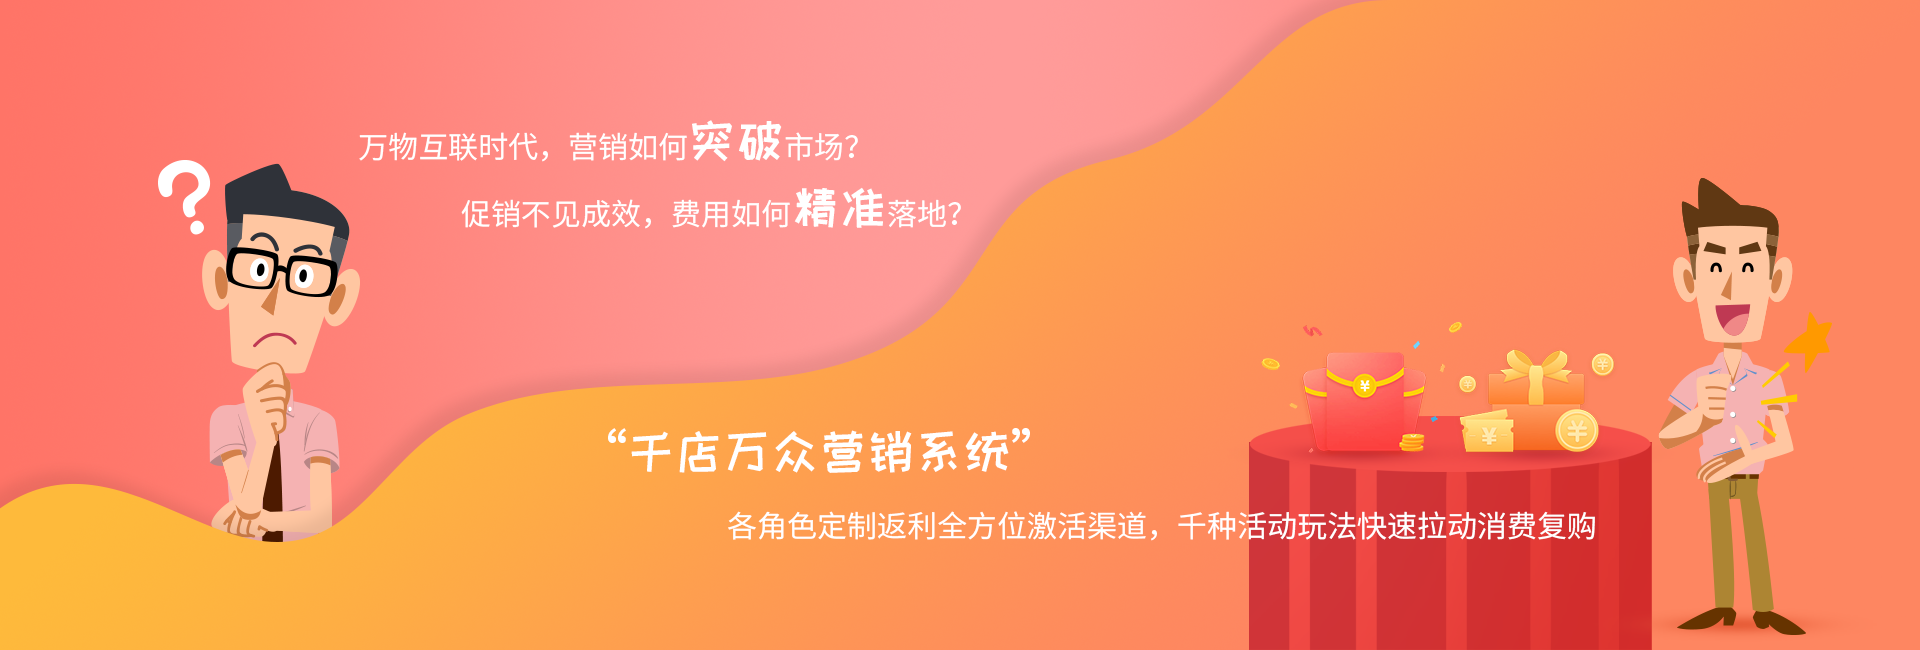 万物互联时代，营销如何突破市场？
促销不见成效，费用如何精准落地？
“千店万众营销系统”
各角色定制返利全方位激活渠道，千种活动玩法快速拉动消费复购